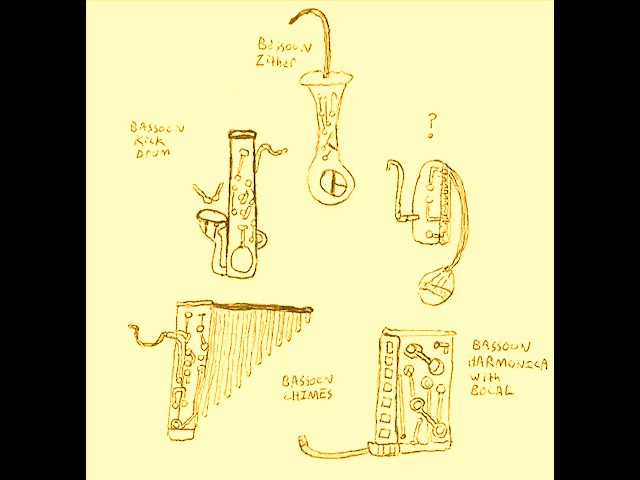 BASSOON
Zither
BASSOON
Kick
DRUM
?
BASSOON
CHIMES
BASSOON
HARMONICA
with
BOCAL